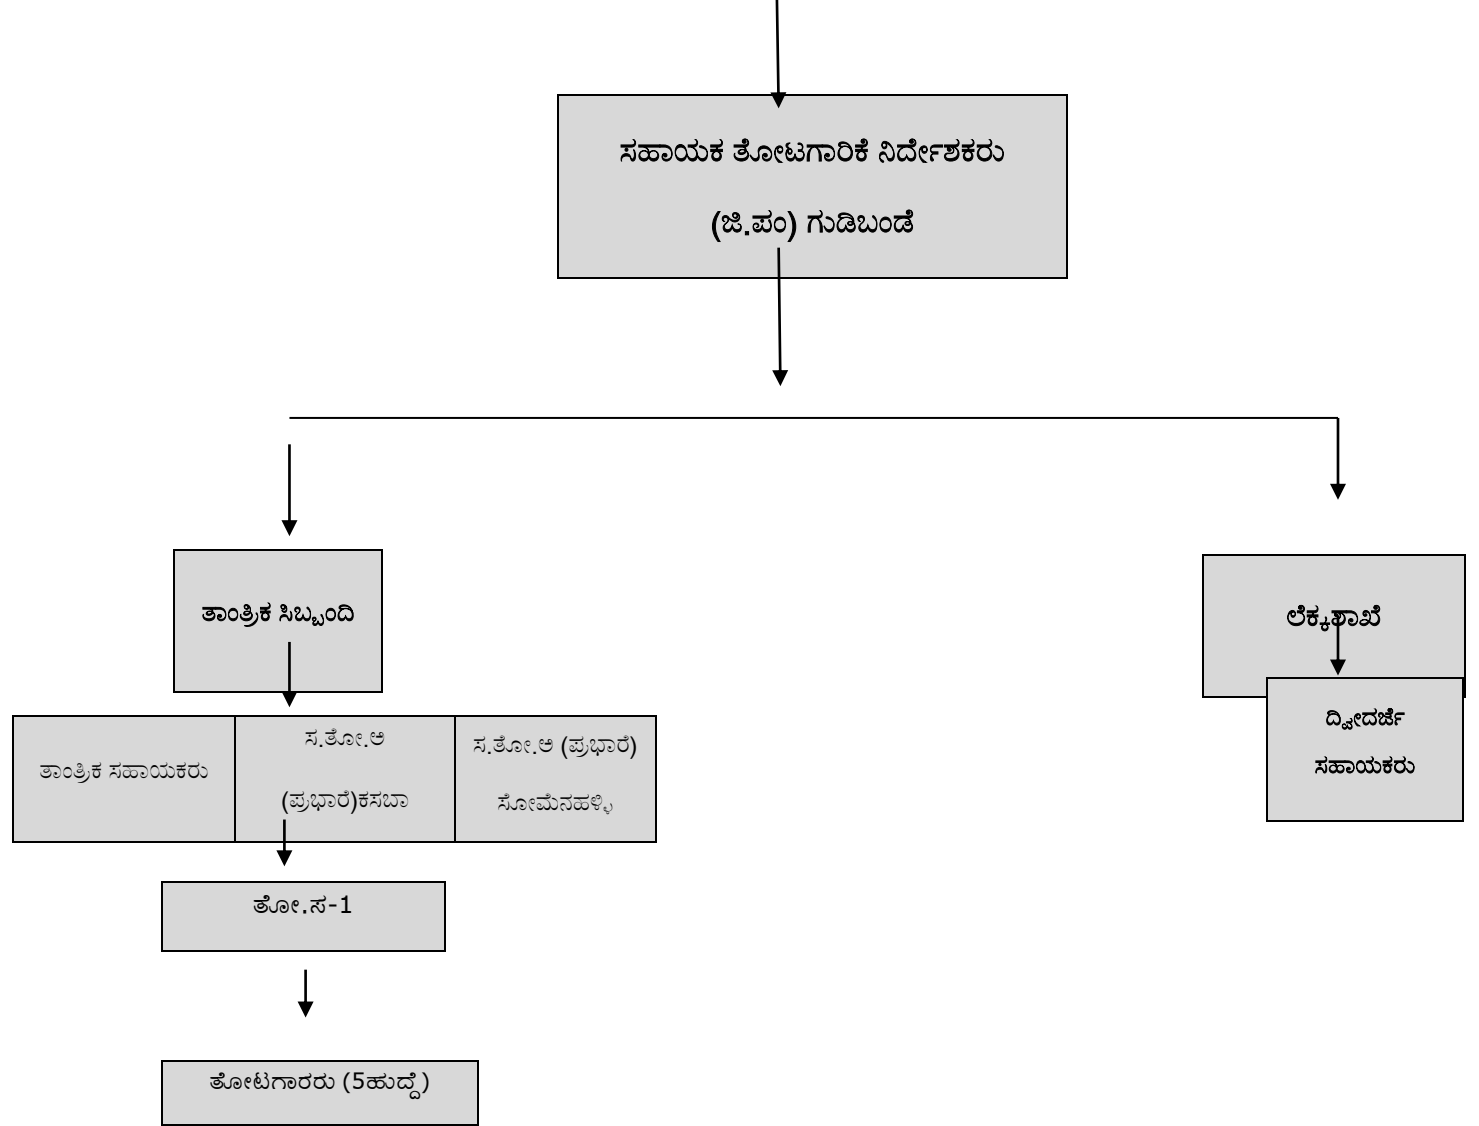 ಸಹಾಯಕ ತೋಟಗಾರಿಕೆ ನಿರ್ದೇಶಕರು
(ಜಿ.ಪಂ) ಗುಡಿಬಂಡೆ
ತಾಂತ್ರಿಕ ಸಿಬ್ಬಂದಿ
ಲೆಕ್ಕಶಾಖೆ
ದ್ವಿೀದರ್ಜೆ
ಸಹಾಯಕರು
ತಾಂತ್ರಿಕ ಸಹಾಯಕರು
ಸ.ತೋ.ಅ
(ಪ್ರಭಾರೆ)ಕಸಬಾ
ಸ.ತೋ.ಅ (ಪ್ರಭಾರೆ)
ಸೋಮೆನಹಳ್ಳಿ
ತೋ.ಸ-1
ತೋಟಗಾರರು (5ಹುದ್ದೆ)